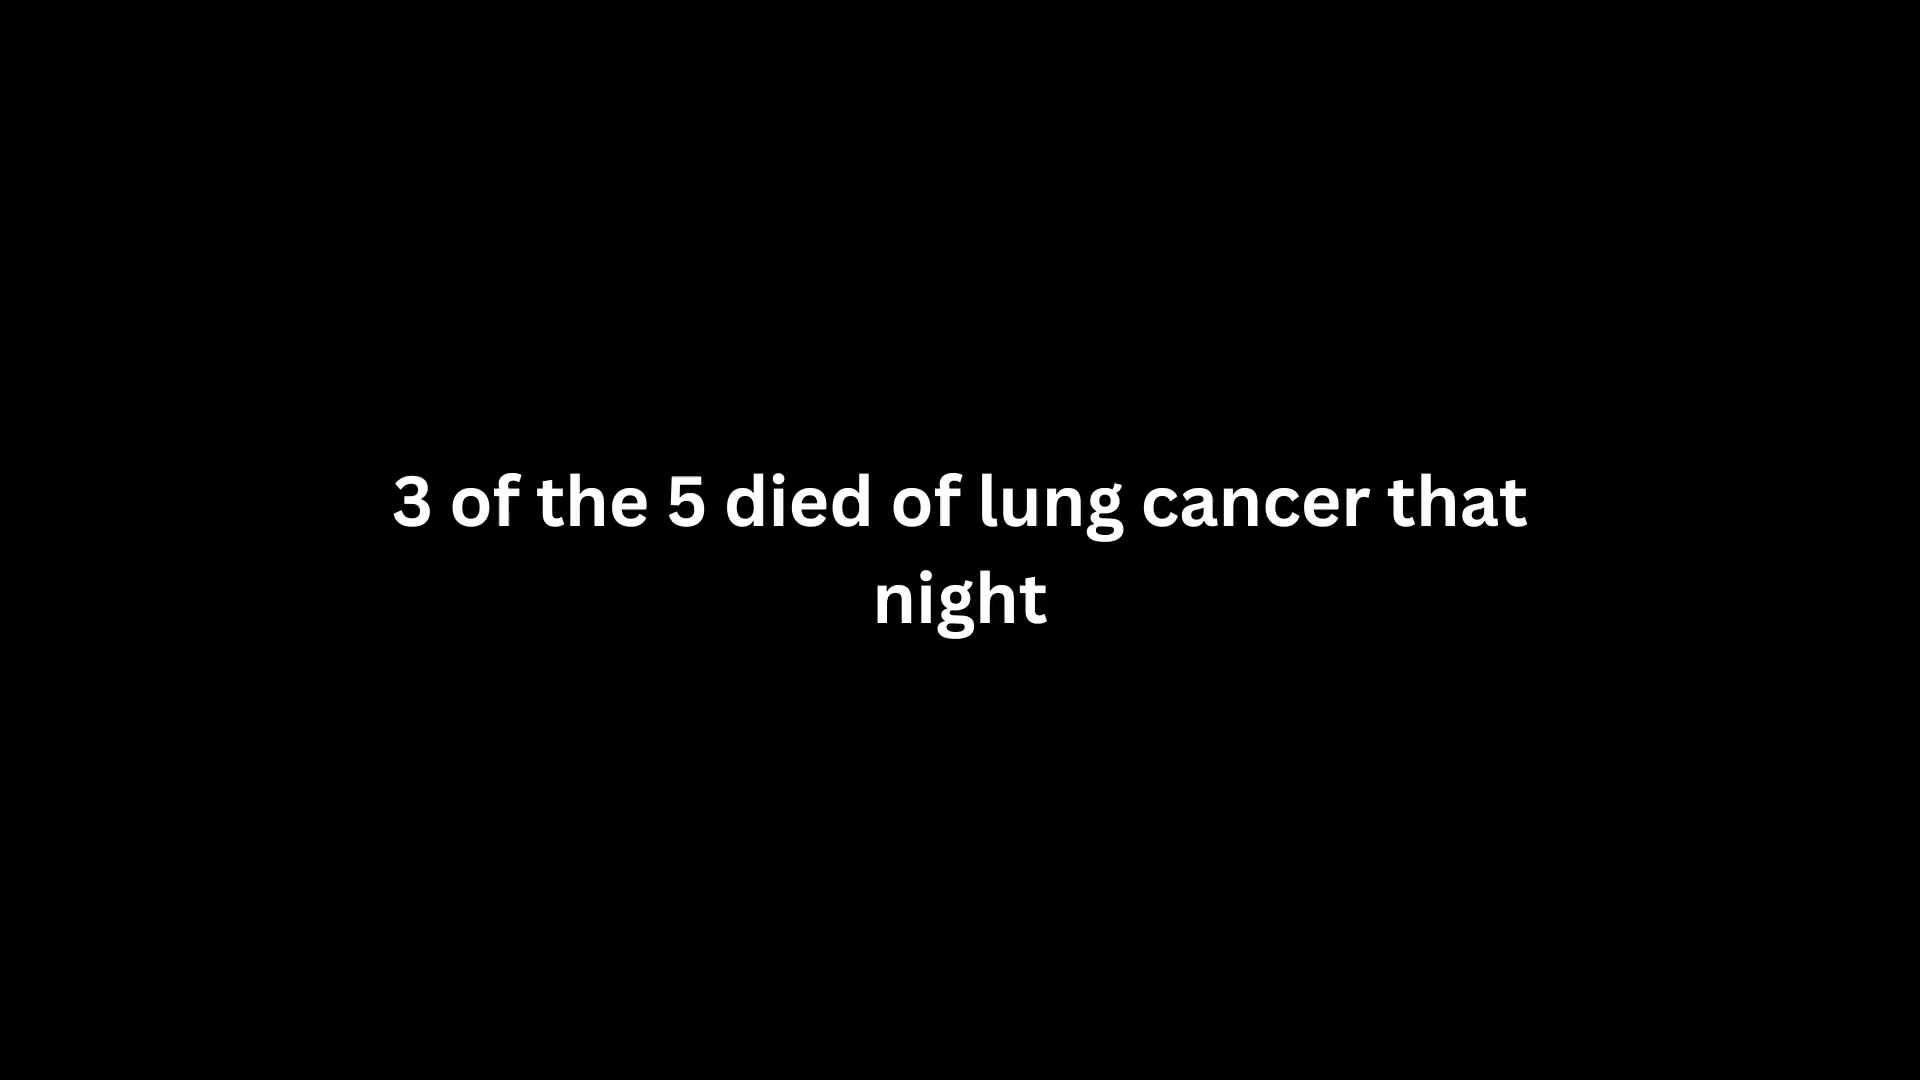 3 of the 5 died of lung cancer that
night